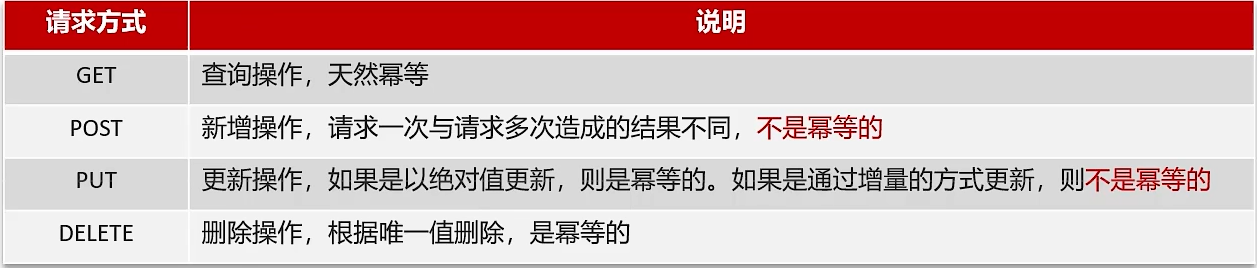 请求方式 说明
GET 查询操作，天然幂等
POST 新增操作，请求一次与请求多次造成的结果不同，不是幂等的
PUT 更新操作，如果是以绝对值更新，则是幂等的。如果是通过增量的方式更新，则不是幂等的
DELETE 删除操作，根据唯一值删除，是幂等的